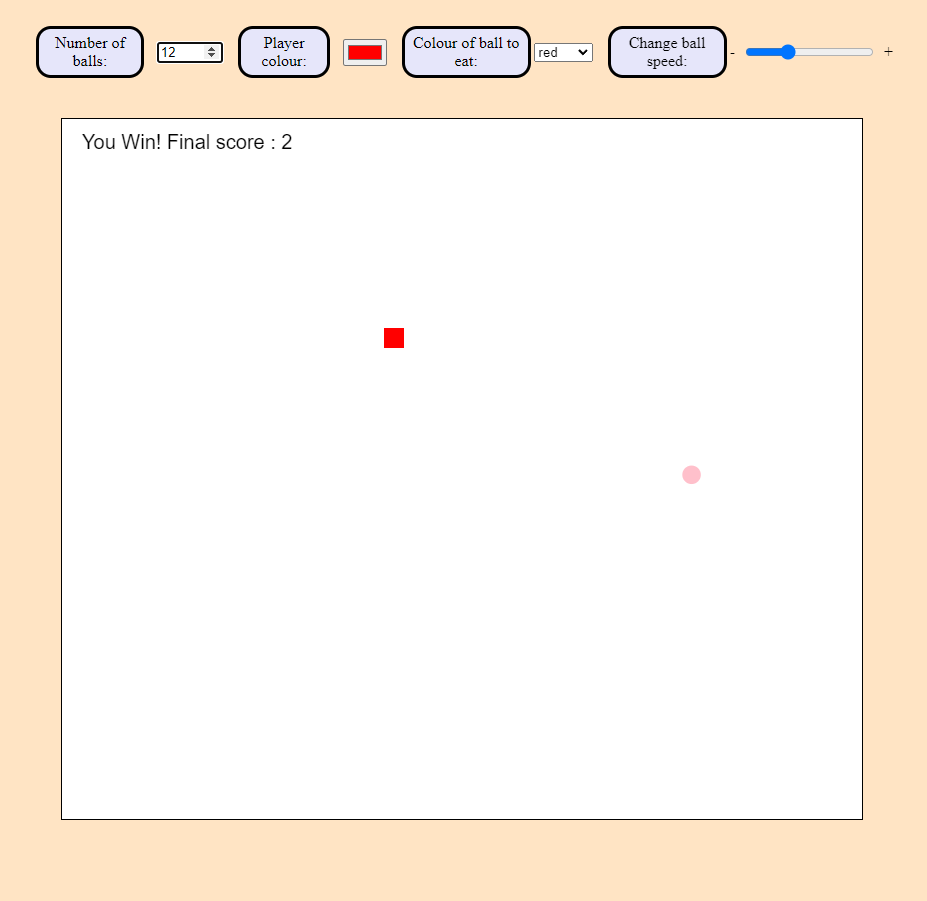 Number of
balls:
12
Player
colour:
Colour of ball to
eat:
red
Change ball
speed:
- +
You Win! Final score : 2